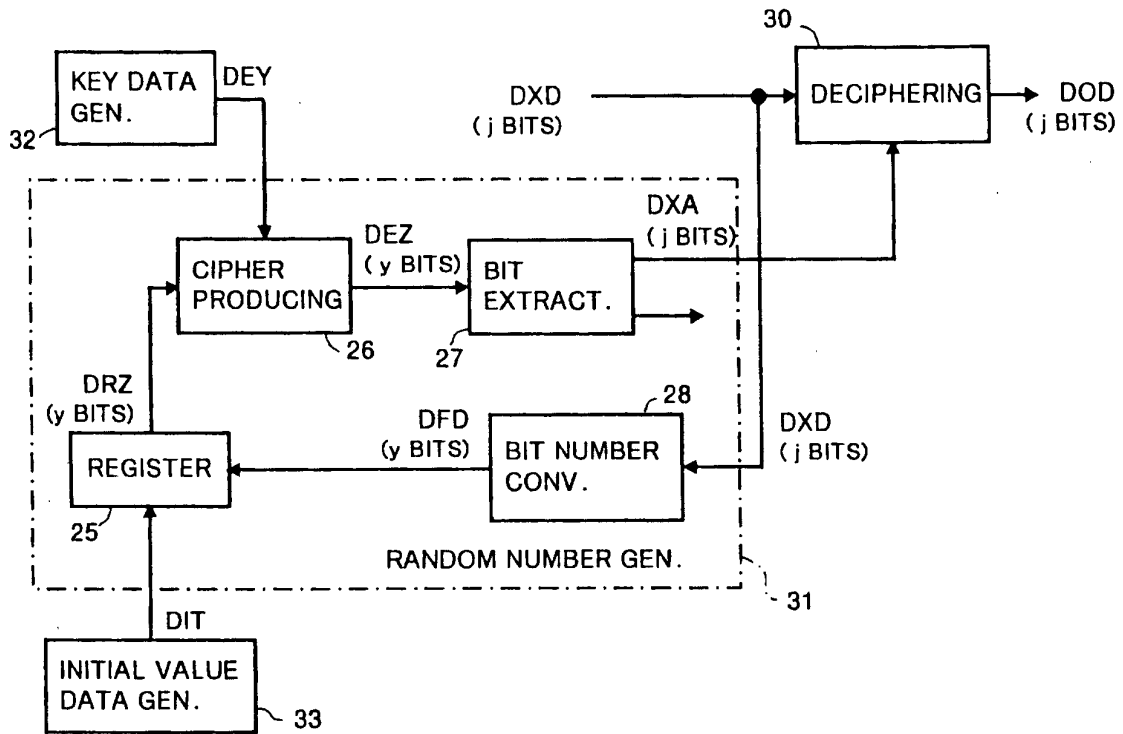 30
KEY DATA
GEN.
DEY
32
DXD
( j BITS)
DECIPHERING
DOD
( j BITS)
DXA
( j BITS)
DEZ
( y BITS)
CIPHER
PRODUCING
26
BIT
EXTRACT.
27
DRZ
(y BITS)
28
DFD
(y BITS)
DXD
( j BITS)
REGISTER
25
BIT NUMBER
CONV.
RANDOM NUMBER GEN.
31
DIT
INITIAL VALUE
DATA GEN.
33